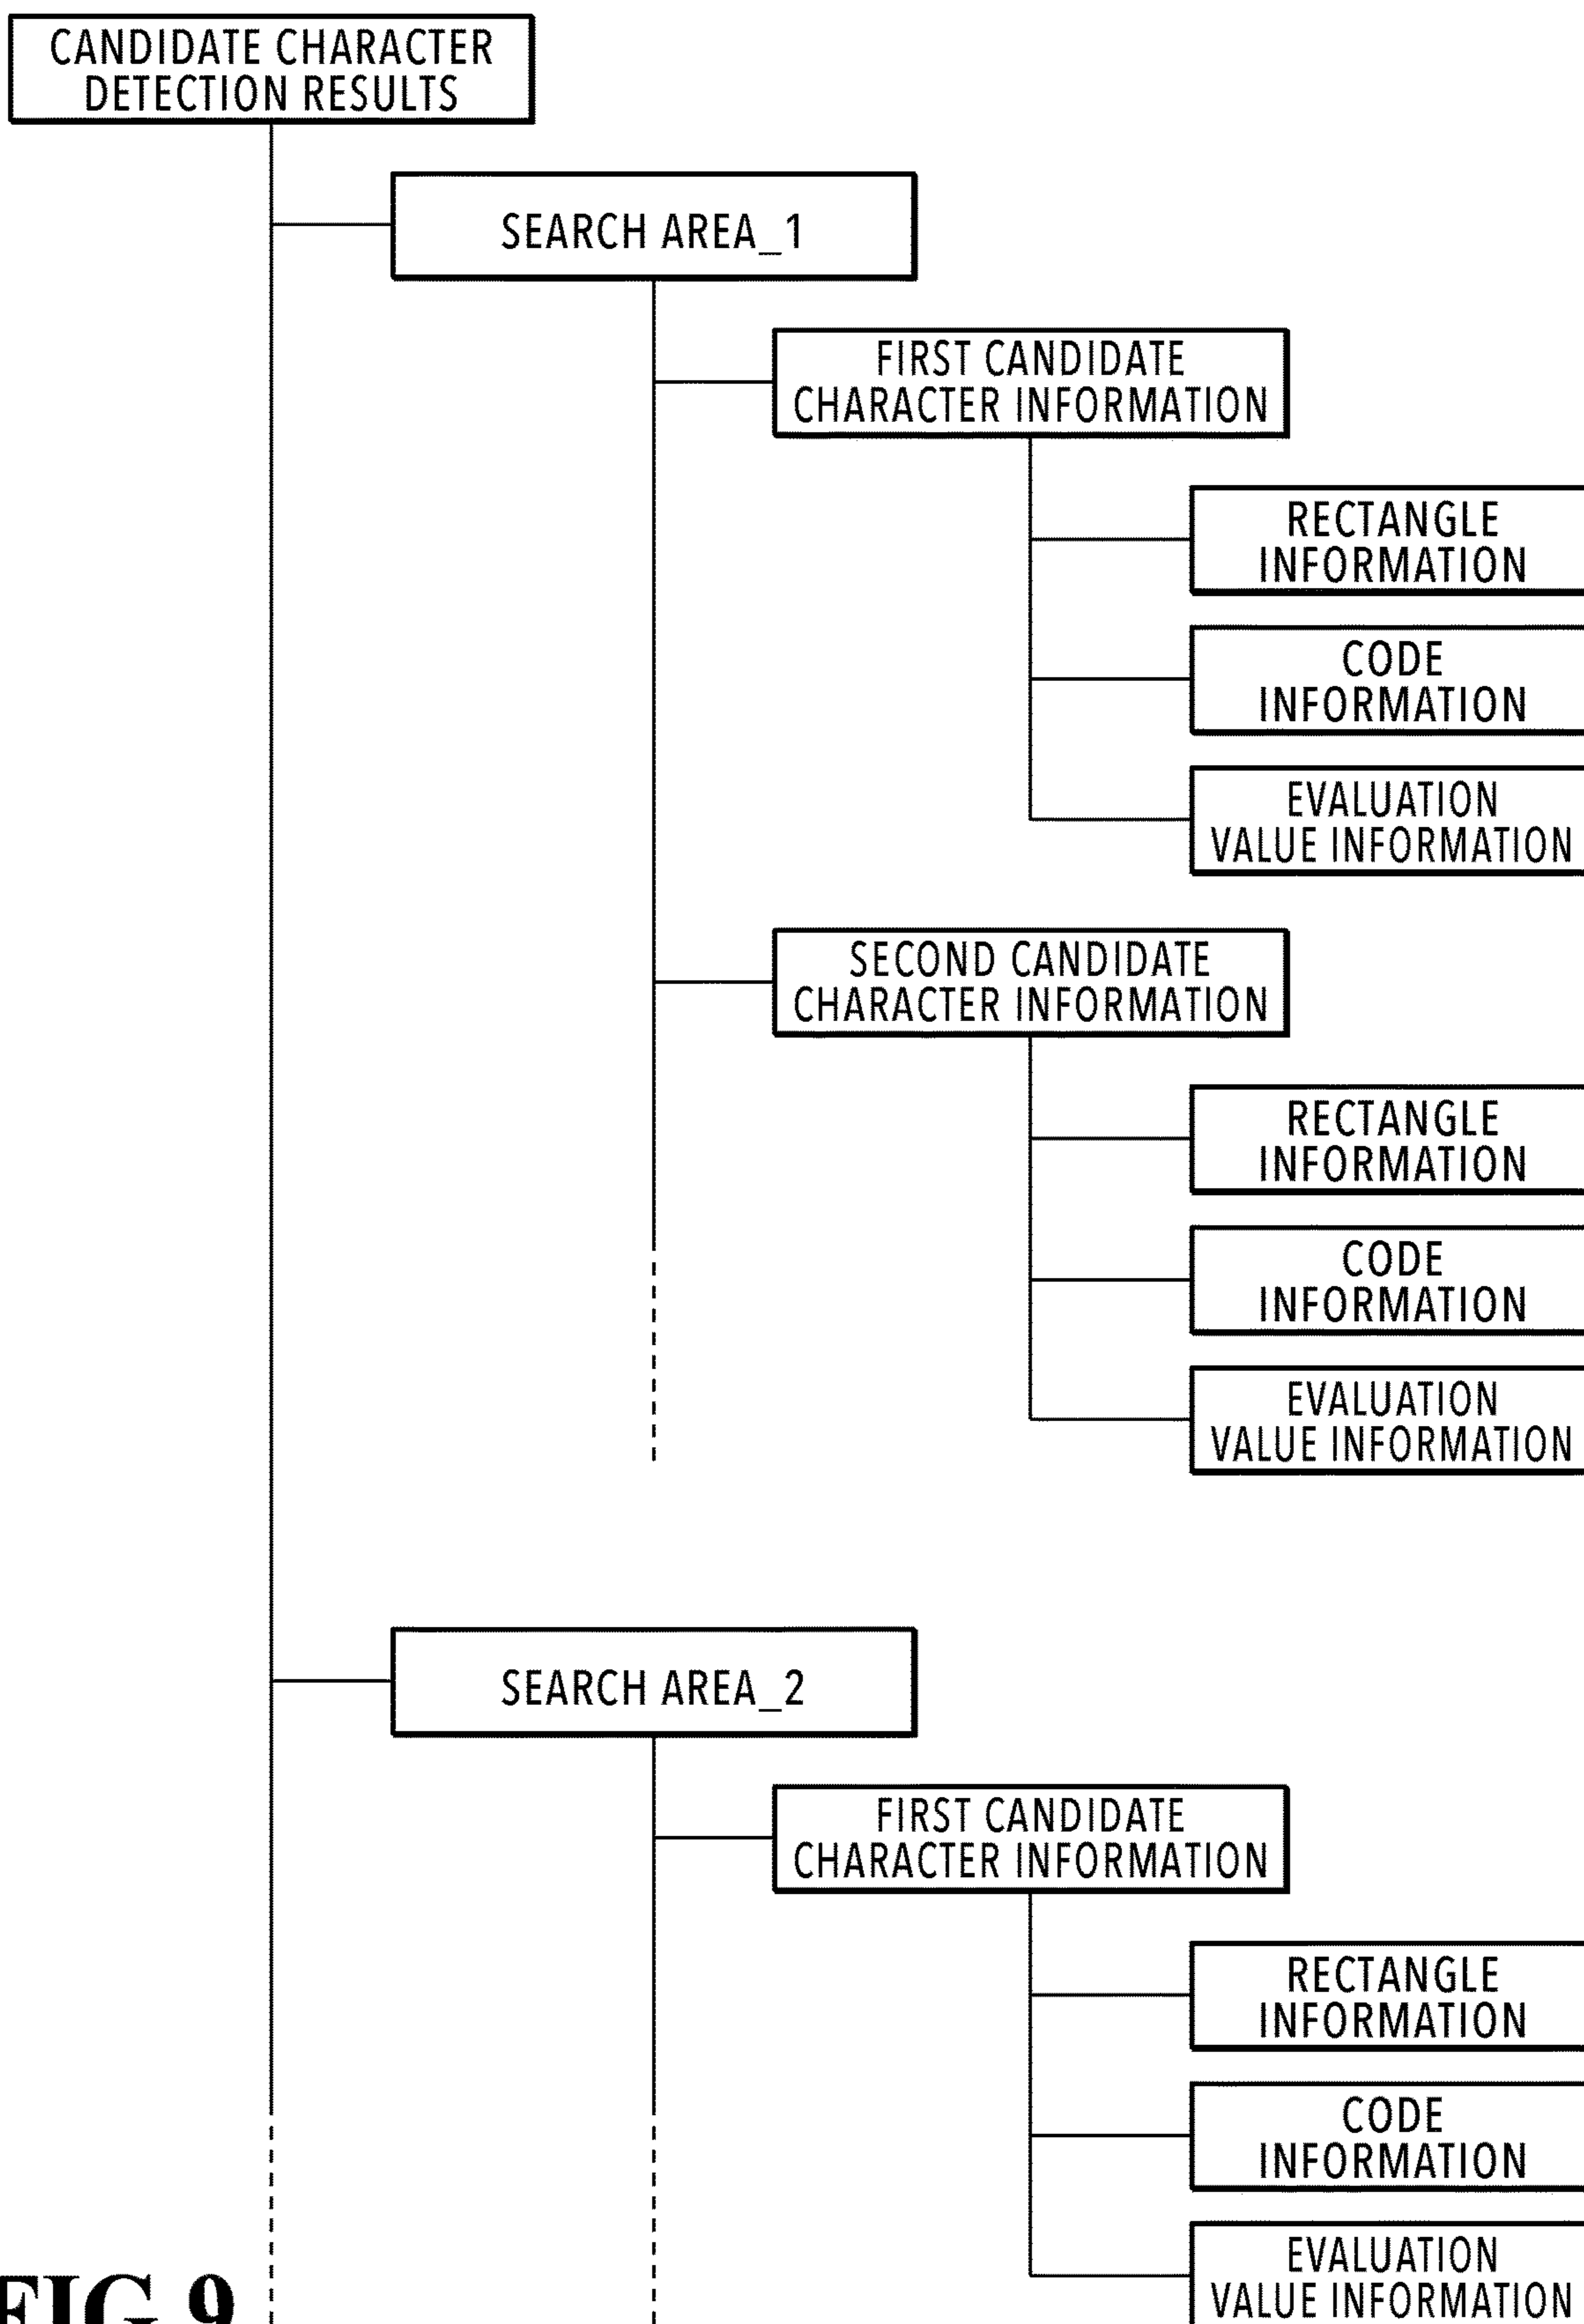 CANDIDATE CHARACTER
DETECTION RESULTS
SEARCH AREA_1
FIRST CANDIDATE
CHARACTER INFORMATION
RECTANGLE
INFORMATION
CODE
INFORMATION
EVALUATION
VALUE INFORMATION
SECOND CANDIDATE
CHARACTER INFORMATION
RECTANGLE
INFORMATION
CODE
INFORMATION
EVALUATION
VALUE INFORMATION
SEARCH AREA_2
FIRST CANDIDATE
CHARACTER INFORMATION
RECTANGLE
INFORMATION
CODE
INFORMATION
EVALUATION
VALUE INFORMATION
FIG.9